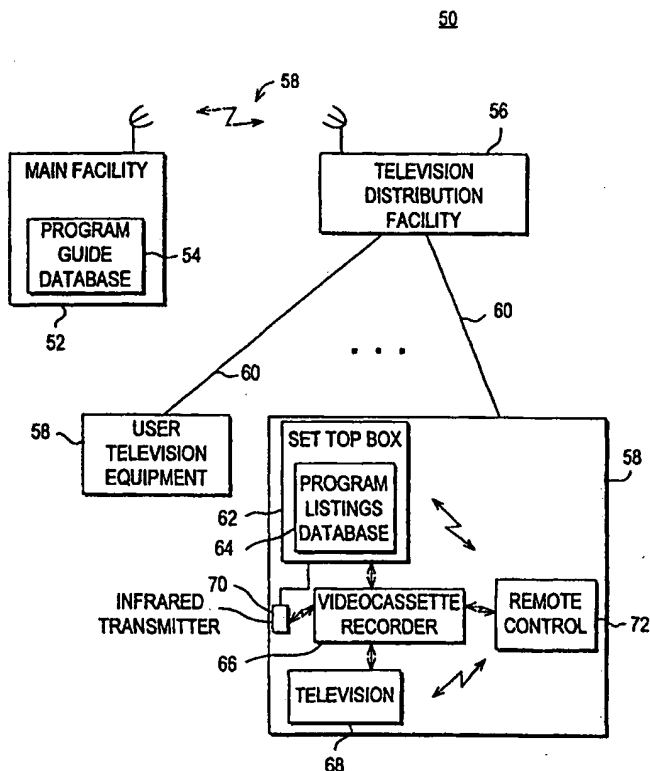 50
58
56
MAIN FACILITY
PROGRAM
GUIDE
DATABASE
54
52
TELEVISION
DISTRIBUTION
FACILITY
60
60
58
USER
TELEVISION
EQUIPMENT
SET TOP BOX
PROGRAM
LISTINGS
DATABASE
62
64
58
70
INFRARED
TRANSMITTER
VIDEOCASSETTE
RECORDER
66
REMOTE
CONTROL
72
TELEVISION
68